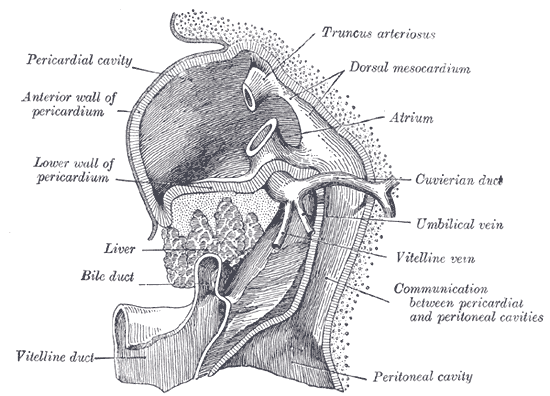 Truncus arteriosus
Pericardial cavity
Dorsal mesocardium
Anterior wall of
pericardium
Atrium
Lower wall of
pericardium
Cuvierian duct
Umbilical vein
Liver
Vitelline vein
Bile duct
Communication
between pericardial
and peritoneal cavities
Vitelline duct
Peritoneal cavity